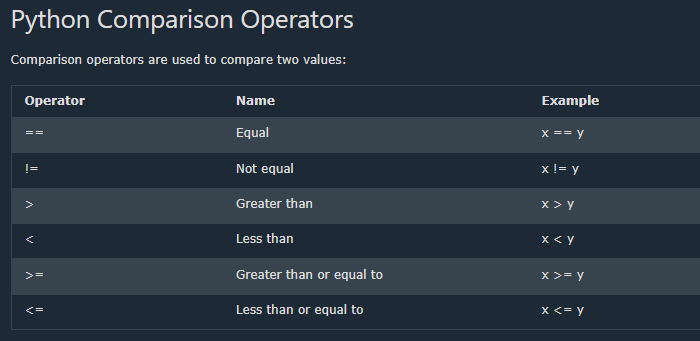 Python Comparison Operators
Comparison operators are used to compare two values:
Operator Name Example
== Equal x == y
!= Not equal x != y
> Greater than x > y
< Less than x < y
>= Greater than or equal to x >= y
<= Less than or equal to x <= y